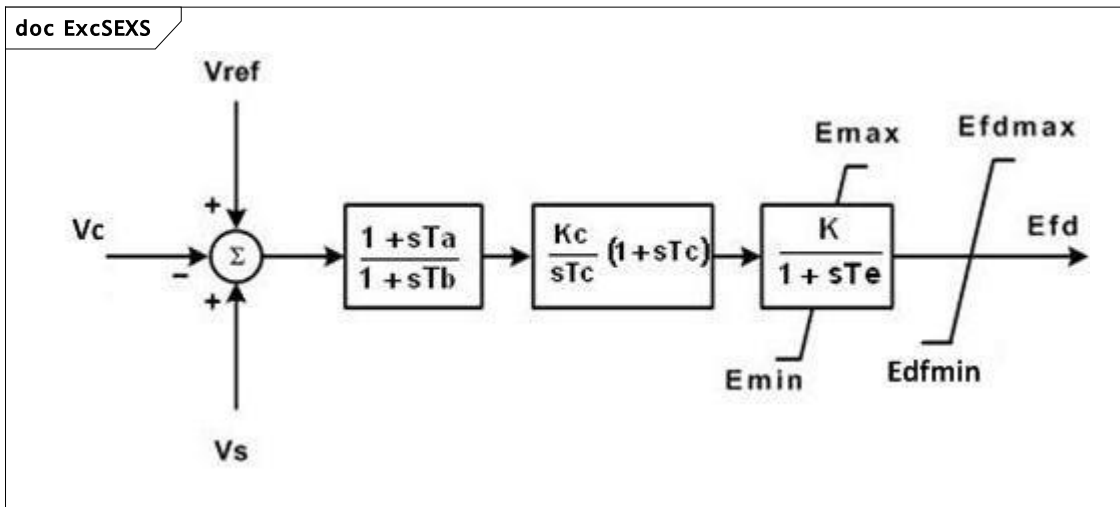 doc ExcSEXS
Vref
Emax
Efdmax
+
Vc
Σ
1 + sTa
1 + sTb
Kc
sTc
(1 + sTc)
K
1 + sTe
Efd
−
+
Emin
Edfmin
Vs